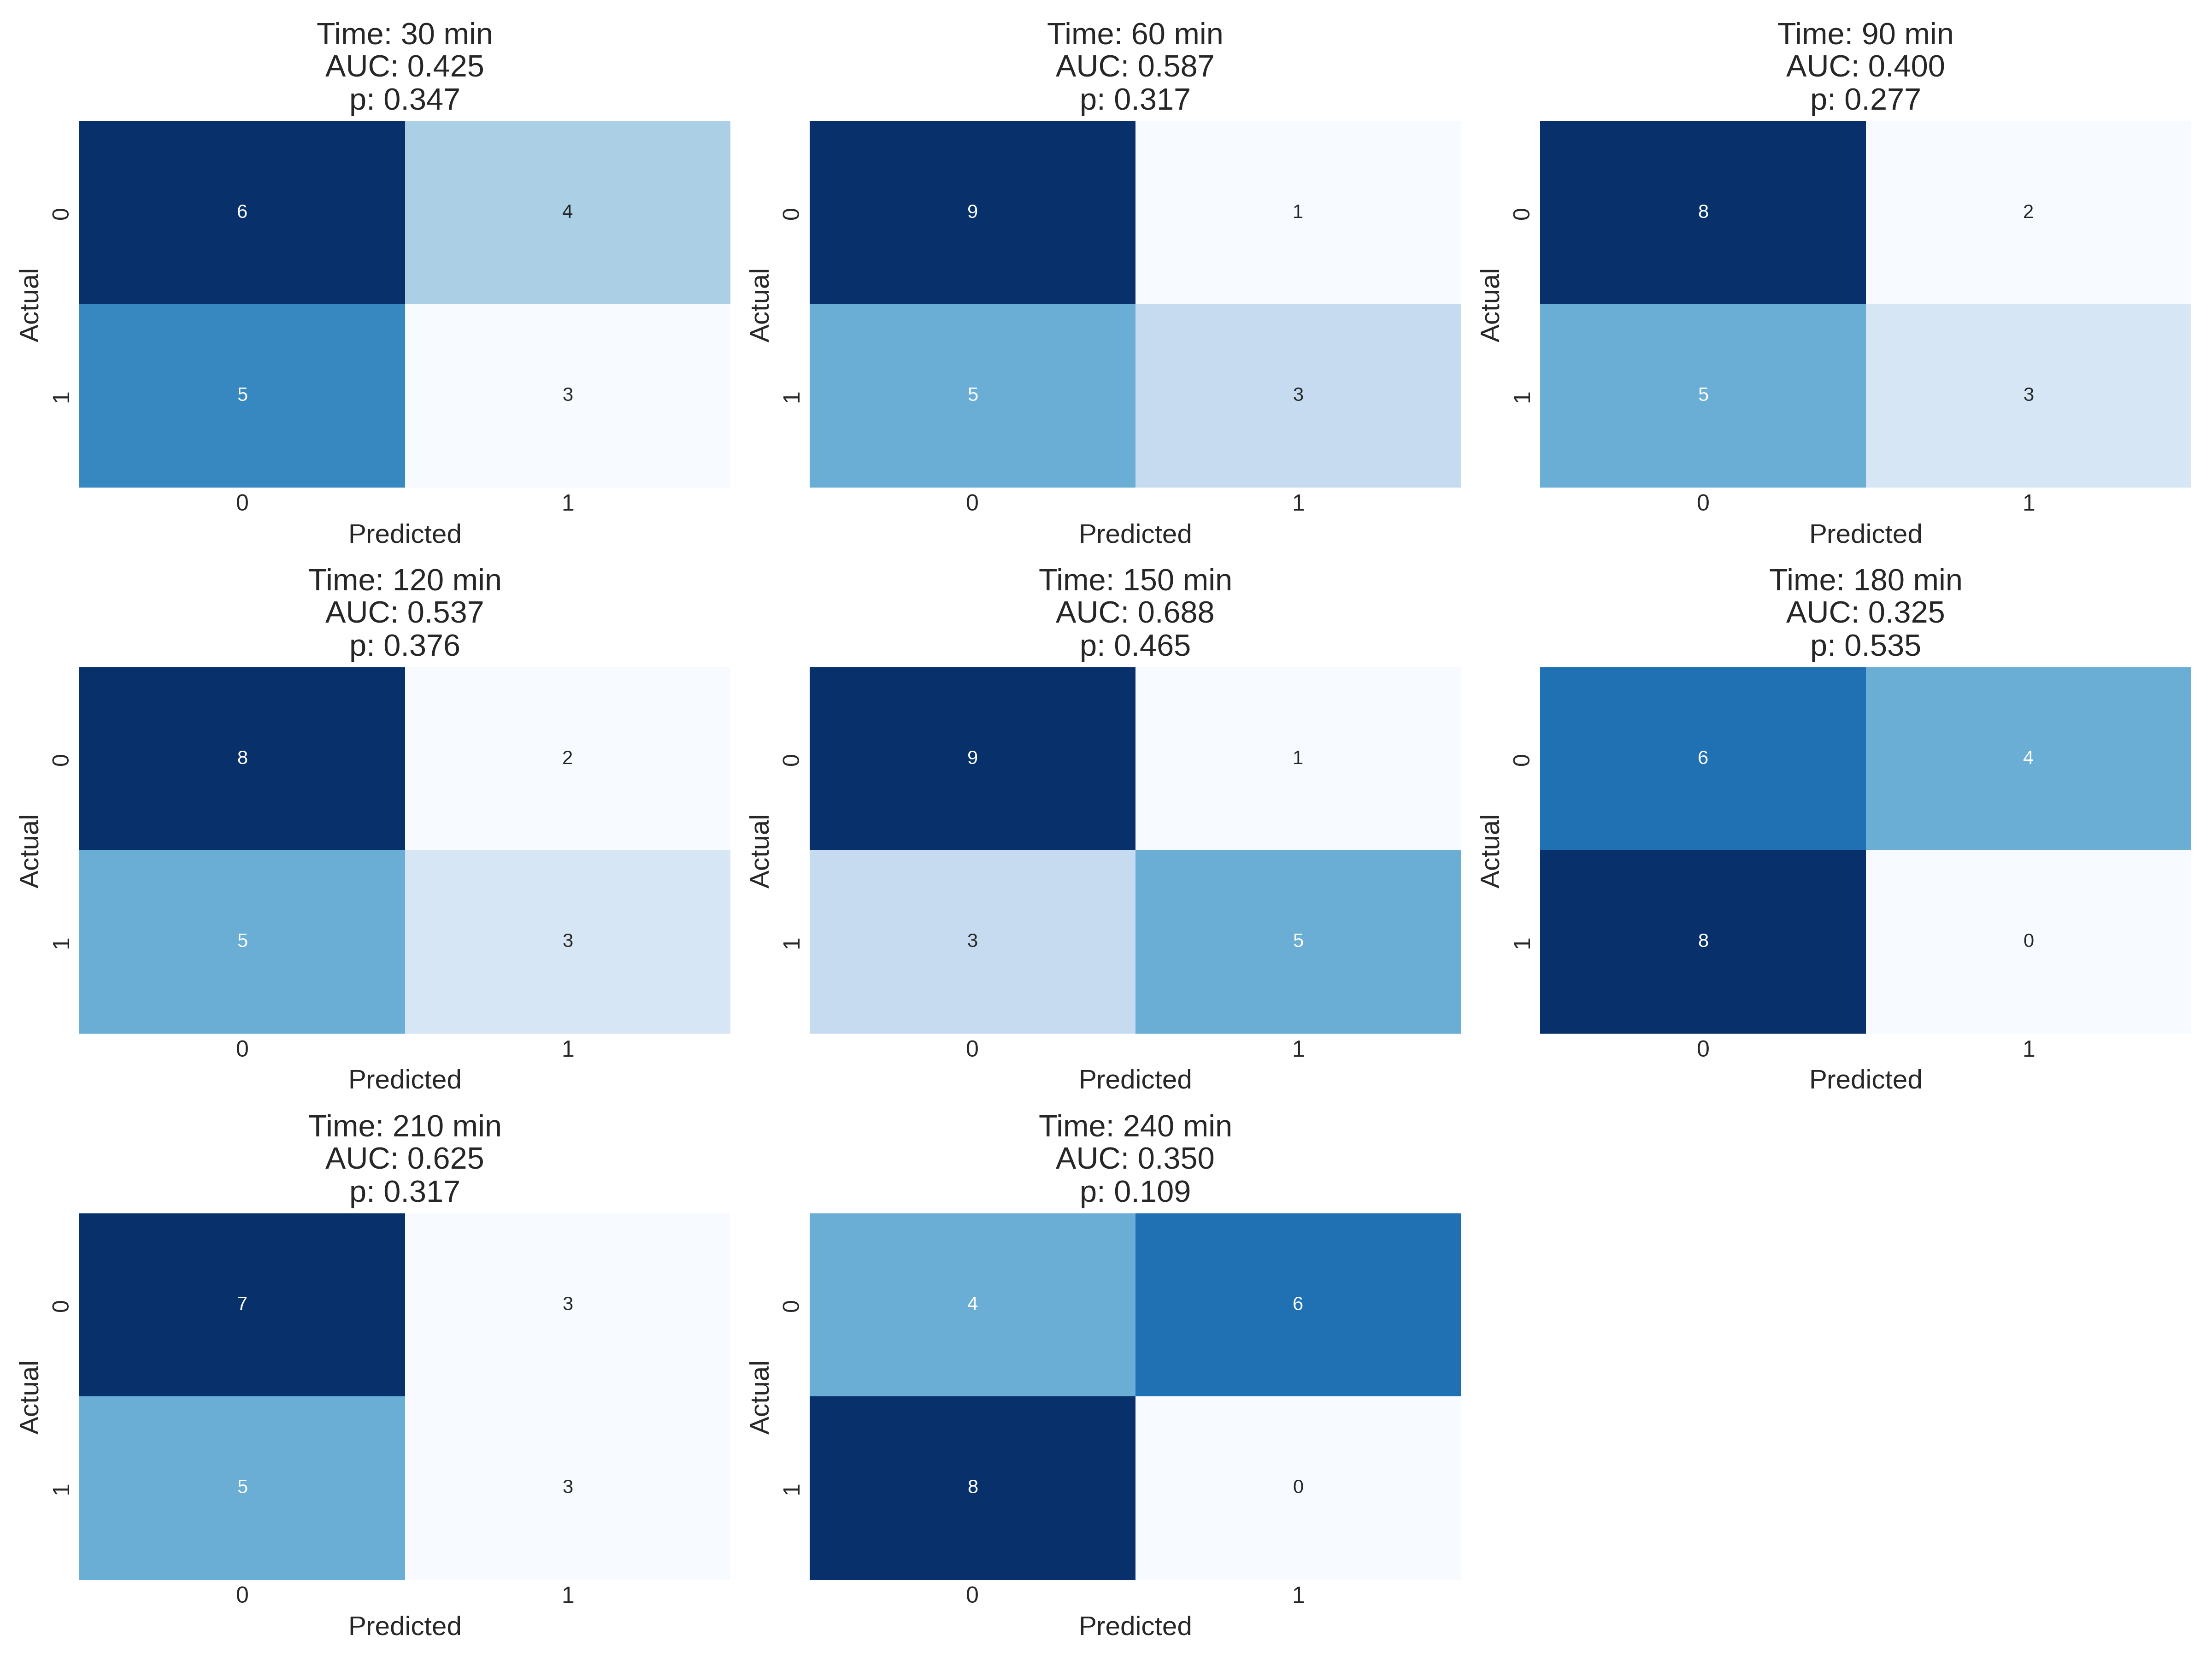 Time: 30 min
AUC: 0.425
p: 0.347
Actual
0
6
4
1
5
3
0
1
Predicted
Time: 60 min
AUC: 0.587
p: 0.317
Actual
0
9
1
1
5
3
0
1
Predicted
Time: 90 min
AUC: 0.400
p: 0.277
Actual
0
8
2
1
5
3
0
1
Predicted
Time: 120 min
AUC: 0.537
p: 0.376
Actual
0
8
2
1
5
3
0
1
Predicted
Time: 150 min
AUC: 0.688
p: 0.465
Actual
0
9
1
1
3
5
0
1
Predicted
Time: 180 min
AUC: 0.325
p: 0.535
Actual
0
6
4
1
8
0
0
1
Predicted
Time: 210 min
AUC: 0.625
p: 0.317
Actual
0
7
3
1
5
3
0
1
Predicted
Time: 240 min
AUC: 0.350
p: 0.109
Actual
0
4
6
1
8
0
0
1
Predicted